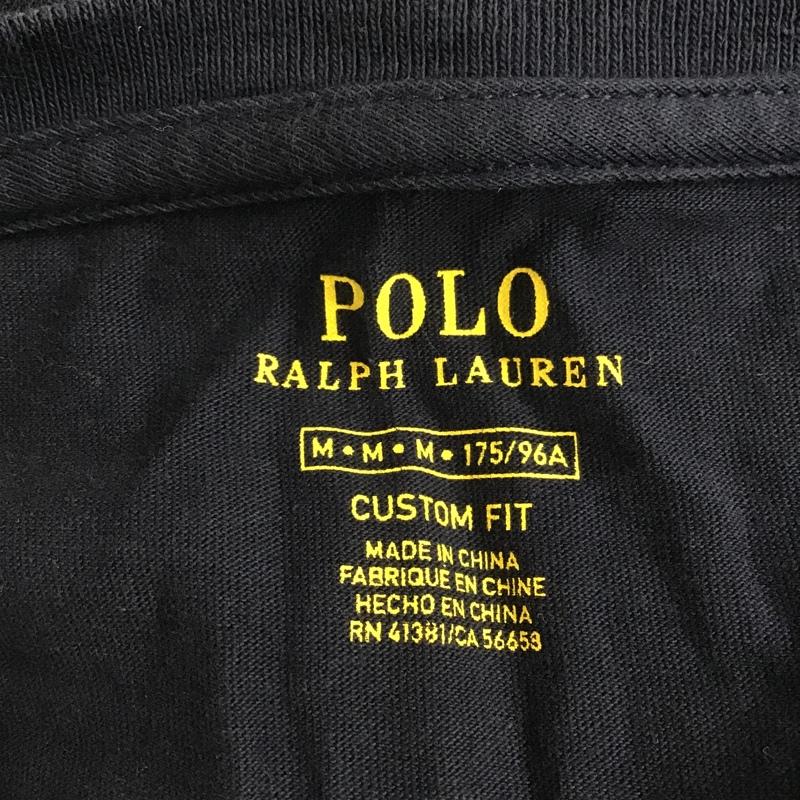 POLO
RALPH LAUREN
M • M • M • 175/96A
CUSTOM FIT
MADE IN CHINA
FABRIQUÉ EN CHINE
HECHO EN CHINA
RN 41381/CA 56658